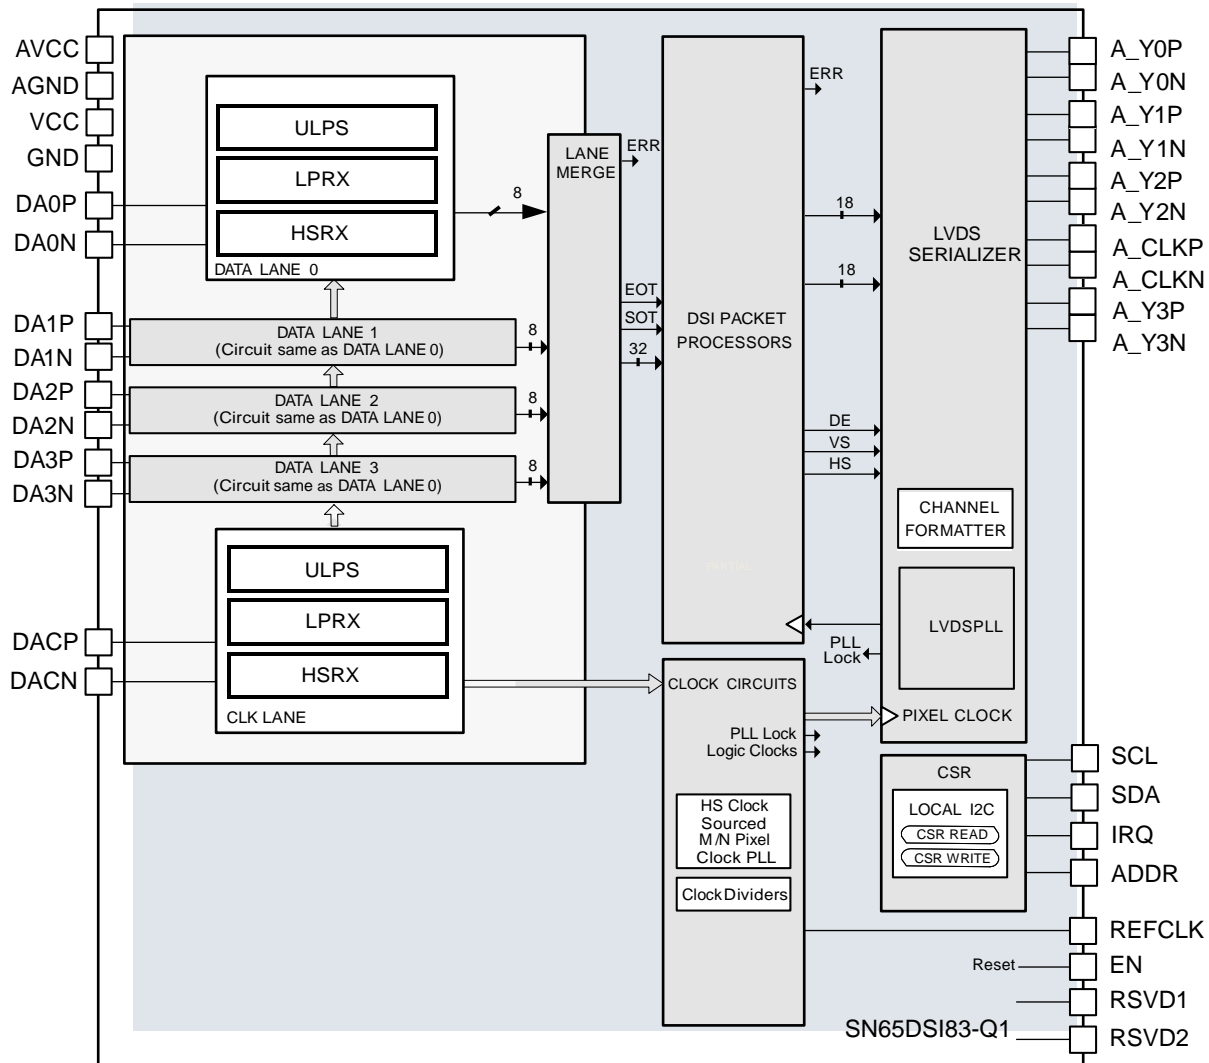 AVCC
AGND
VCC
GND
DA0P
DA0N
DA1P
DA1N
DA2P
DA2N
DA3P
DA3N
DACP
DACN
ULPS
LPRX
HSRX
DATA LANE 0
8
DATA LANE 1
(Circuit same as DATA LANE 0)
8
DATA LANE 2
(Circuit same as DATA LANE 0)
8
DATA LANE 3
(Circuit same as DATA LANE 0)
8
ULPS
LPRX
HSRX
CLK LANE
LANE
MERGE
ERR
EOT
SOT
32
DSI PACKET
PROCESSORS
ERR
18
18
DE
VS
HS
PLL
Lock
CLOCK CIRCUITS
PLL Lock
Logic Clocks
HS Clock
Sourced
M/N Pixel
Clock PLL
Clock Dividers
LVDS
SERIALIZER
CHANNEL
FORMATTER
LVDSPLL
PIXEL CLOCK
CSR
LOCAL I2C
CSR READ
CSR WRITE
Reset
SN65DSI83-Q1
A_Y0P
A_Y0N
A_Y1P
A_Y1N
A_Y2P
A_Y2N
A_CLKP
A_CLKN
A_Y3P
A_Y3N
SCL
SDA
IRQ
ADDR
REFCLK
EN
RSVD1
RSVD2